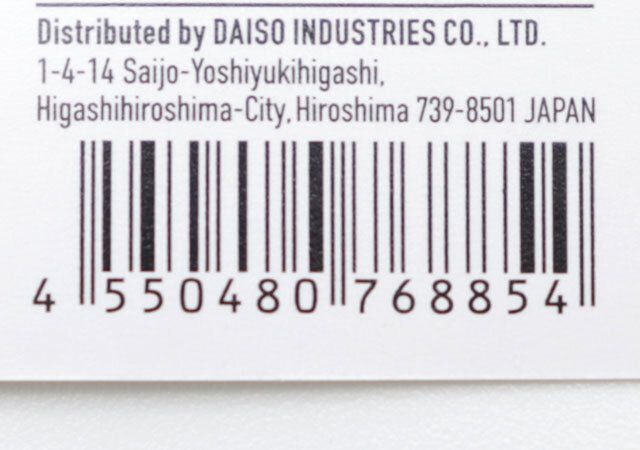 Distributed by DAISO INDUSTRIES CO., LTD.
1-4-14 Saijo-Yoshiyukihigashi,
Higashihiroshima-City, Hiroshima 739-8501 JAPAN
4 550480 768854